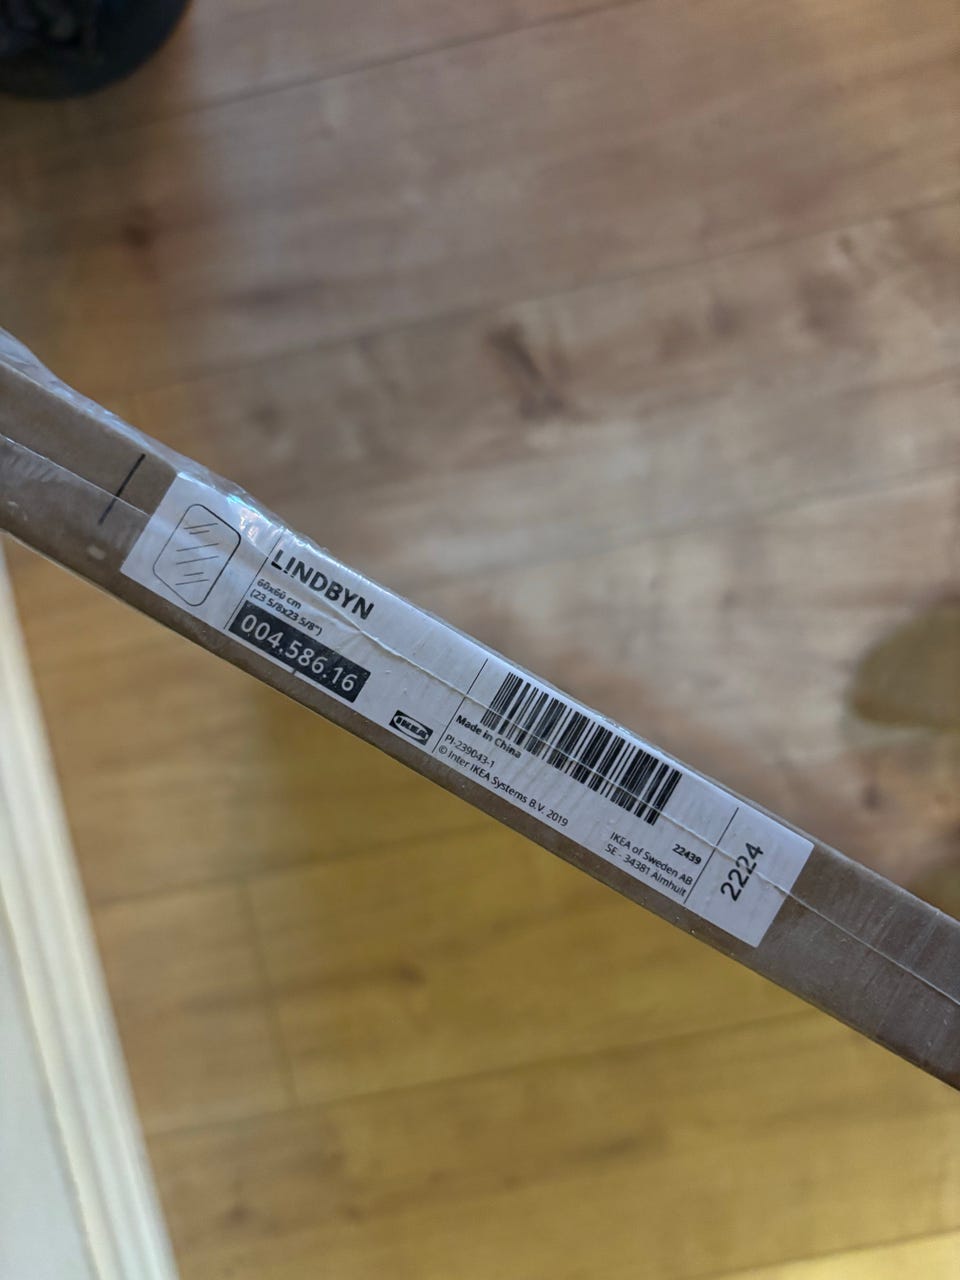 LINDBYN
60x60 cm
(23 5/8x23 5/8")
004.586.16
IKEA
Made in China
PI-239043-1
© Inter IKEA Systems B.V. 2019
22439
IKEA of Sweden AB
SE - 34381 Älmhult
2224